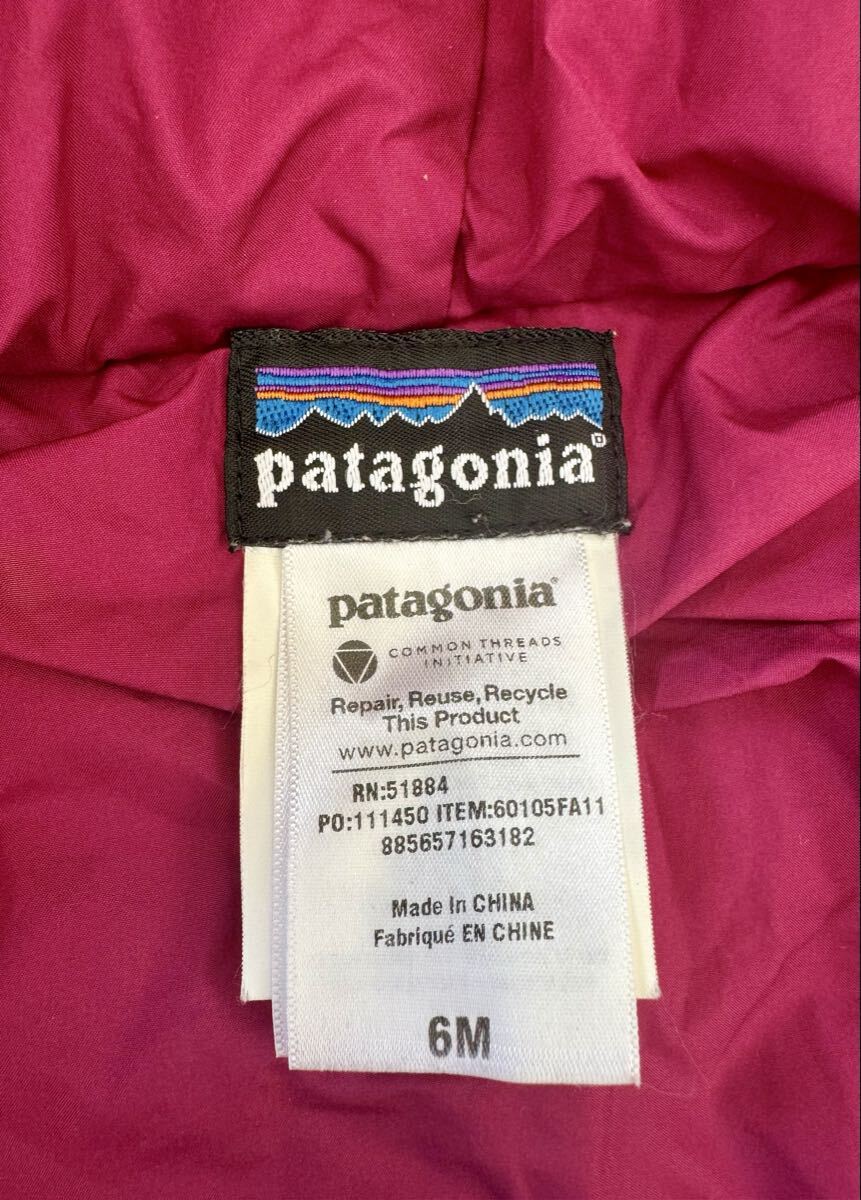 patagonia®
patagonia®
COMMON THREADS
INITIATIVE
Repair, Reuse, Recycle
This Product
www.patagonia.com
RN:51884
PO:111450 ITEM:60105FA11
885657163182
Made In CHINA
Fabriqué EN CHINE
6M